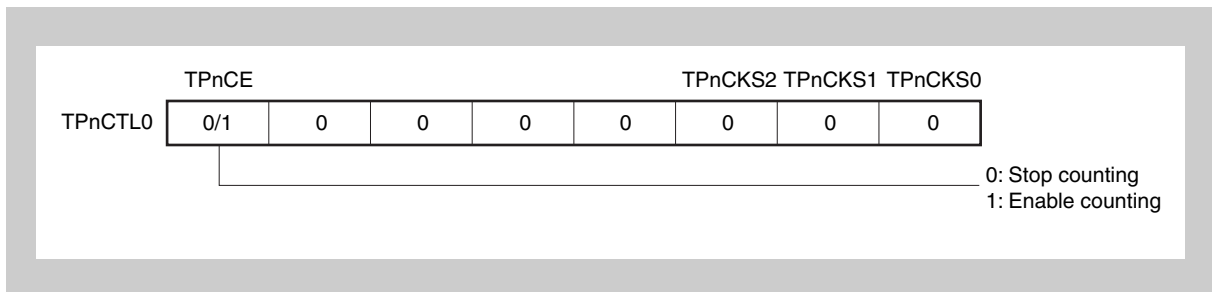 TPnCE TPnCKS2 TPnCKS1 TPnCKS0
TPnCTL0 0/1 0 0 0 0 0 0 0
0: Stop counting
1: Enable counting